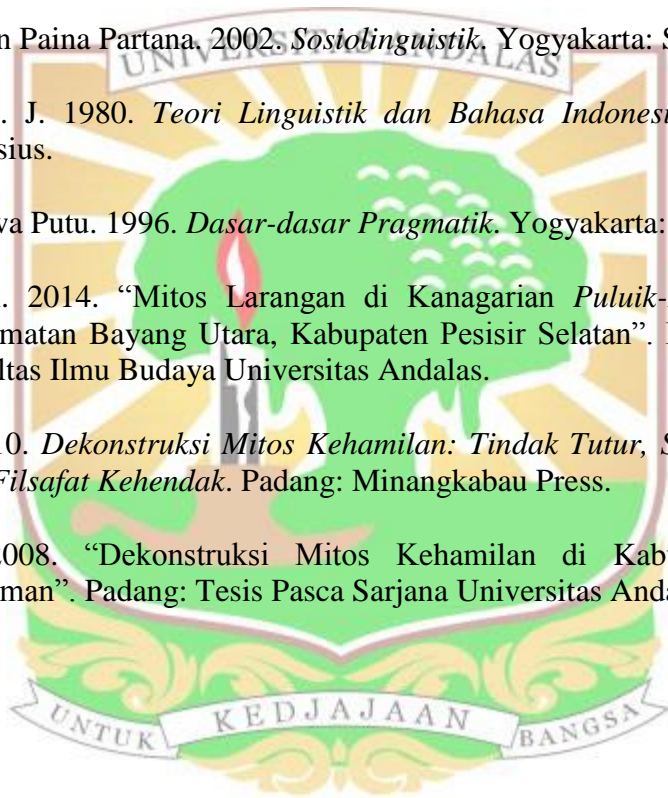 n Paina Partana. 2002. Sosiolinguistik. Yogyakarta: S
UNIVERSITAS ANDALAS
. J. 1980. Teori Linguistik dan Bahasa Indonesi
sius.
va Putu. 1996. Dasar-dasar Pragmatik. Yogyakarta:
. 2014. “Mitos Larangan di Kanagarian Puluik-
matan Bayang Utara, Kabupaten Pesisir Selatan”.
ltas Ilmu Budaya Universitas Andalas.
10. Dekonstruksi Mitos Kehamilan: Tindak Tutur, S
Filsafat Kehendak. Padang: Minangkabau Press.
2008. “Dekonstruksi Mitos Kehamilan di Kabu
man”. Padang: Tesis Pasca Sarjana Universitas Anda
UNTUK KEDJAJAAN BANGSA